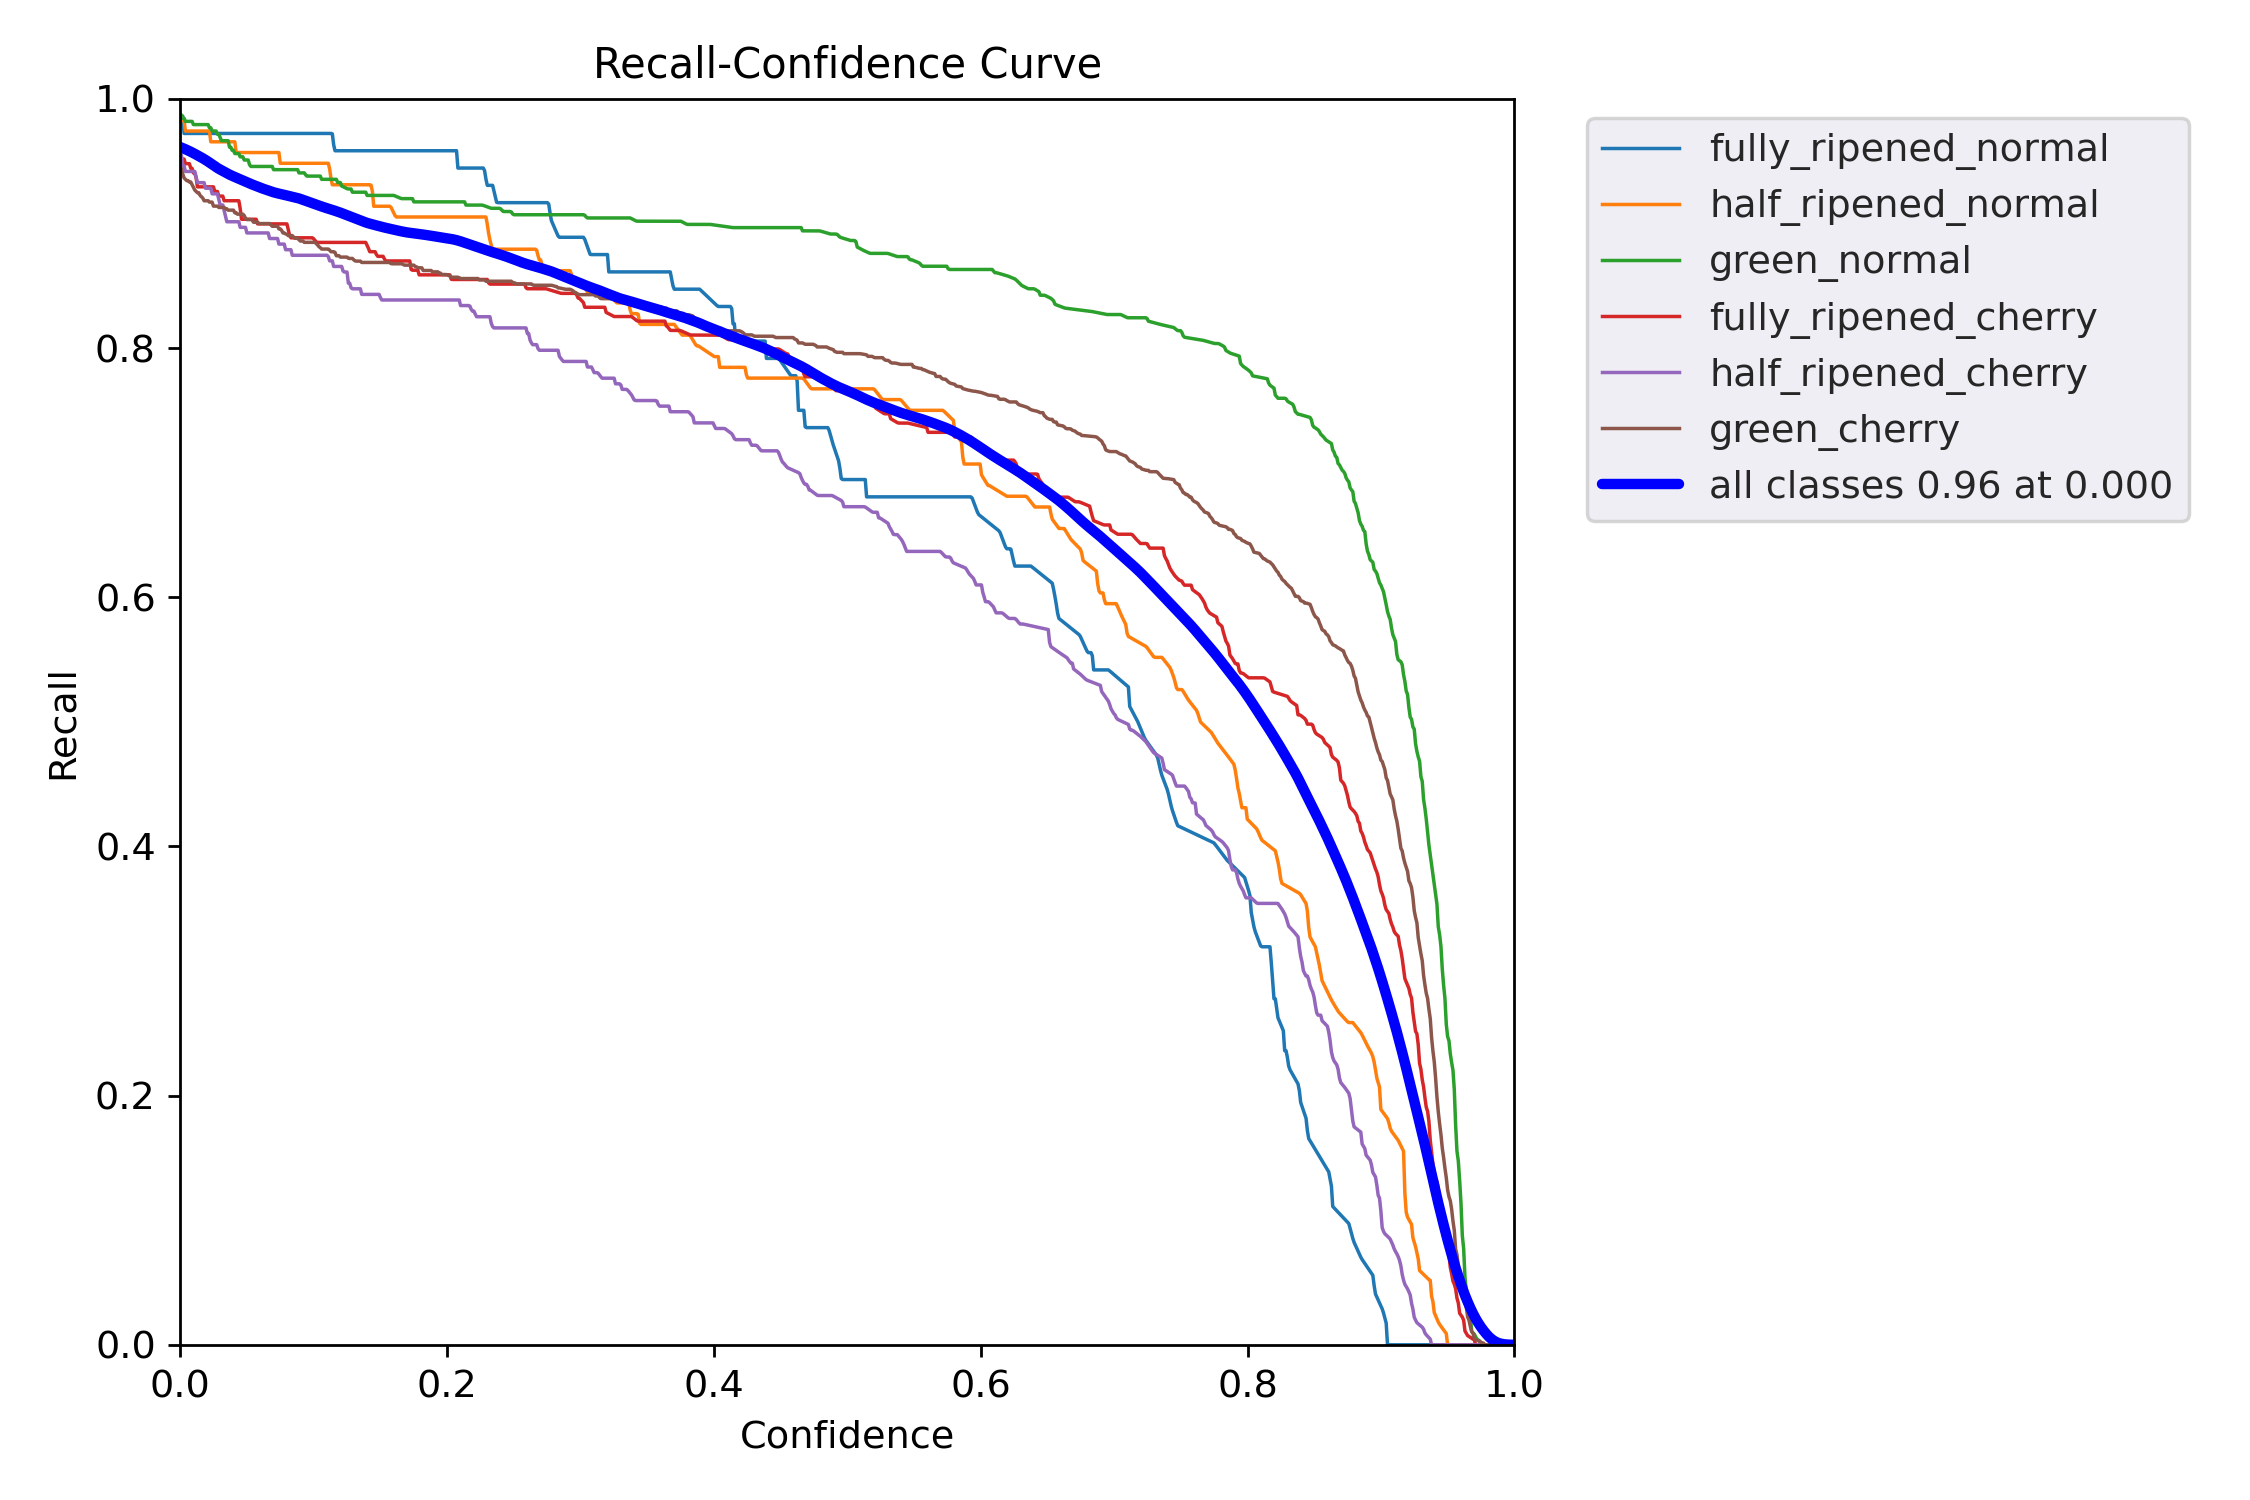 Recall-Confidence Curve
1.0
0.8
0.6
0.4
0.2
0.0
Recall
0.0 0.2 0.4 0.6 0.8 1.0
Confidence
fully_ripened_normal
half_ripened_normal
green_normal
fully_ripened_cherry
half_ripened_cherry
green_cherry
all classes 0.96 at 0.000